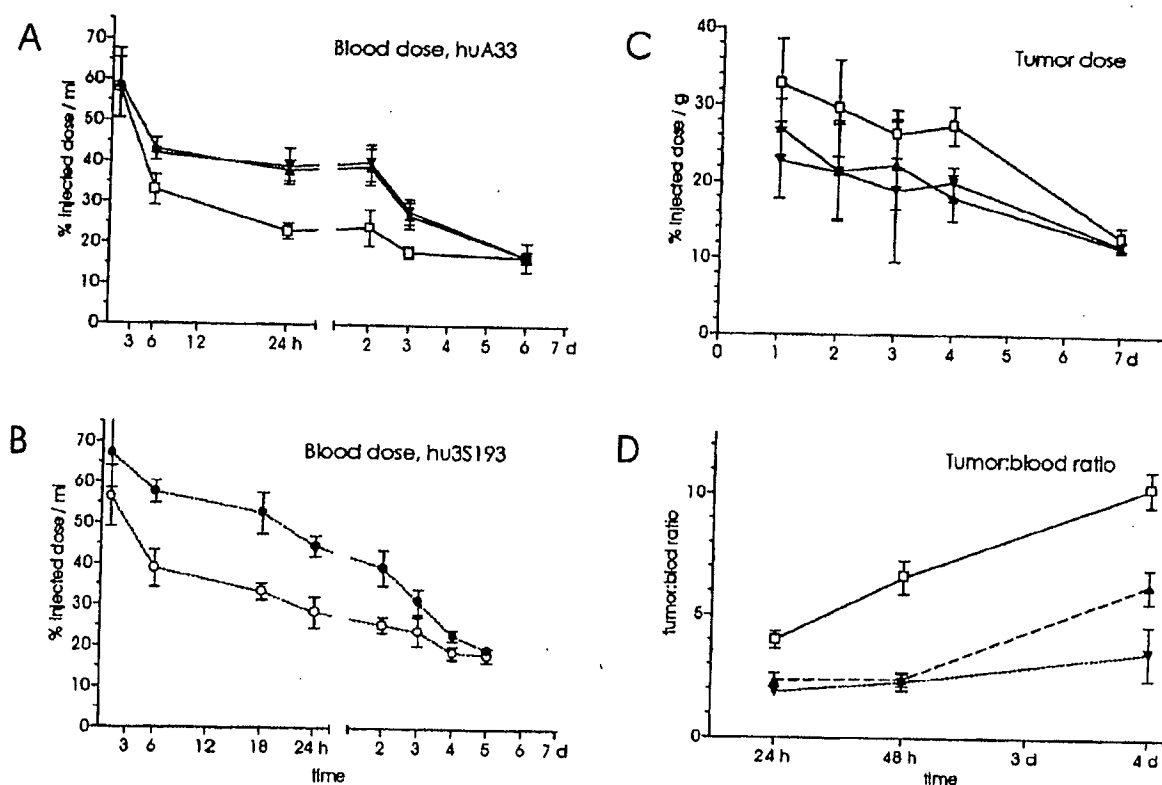 A
Blood dose, huA33
% injected dose / ml
70
60
50
40
30
20
10
0
3 6 12 24 h 2 3 4 5 6 7 d
C
Tumor dose
% injected dose / g
40
30
20
10
0
0 1 2 3 4 5 6 7 d
B
Blood dose, hu3S193
% injected dose / ml
70
60
50
40
30
20
10
0
3 6 12 18 24 h 2 3 4 5 6 7 d
time
D
Tumor:blood ratio
tumor:blod ratio
10
5
0
24 h 48 h 3 d 4 d
time